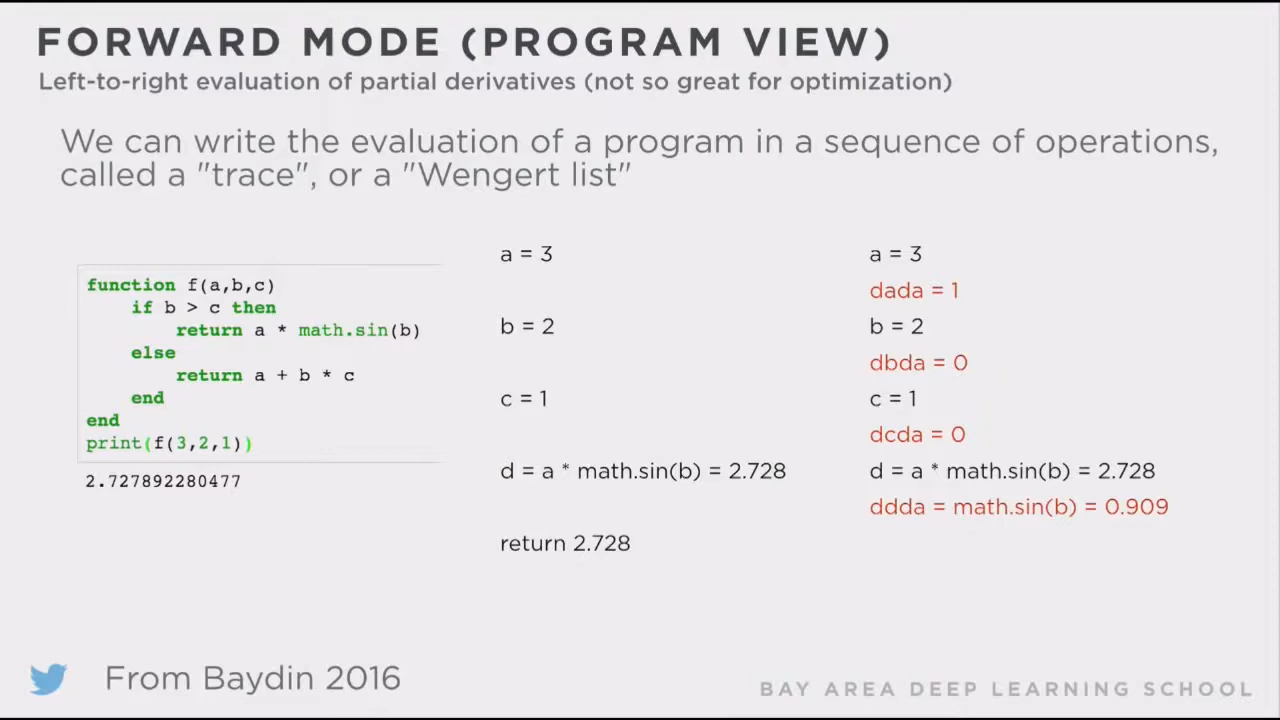 FORWARD MODE (PROGRAM VIEW)
Left-to-right evaluation of partial derivatives (not so great for optimization)
We can write the evaluation of a program in a sequence of operations,
called a "trace", or a "Wengert list"
function f(a,b,c)
    if b > c then
        return a * math.sin(b)
    else
        return a + b * c
    end
end
print(f(3,2,1))
2.727892280477
a = 3
b = 2
c = 1
d = a * math.sin(b) = 2.728
return 2.728
a = 3
dada = 1
b = 2
dbda = 0
c = 1
dcda = 0
d = a * math.sin(b) = 2.728
ddda = math.sin(b) = 0.909
From Baydin 2016
BAY AREA DEEP LEARNING SCHOOL